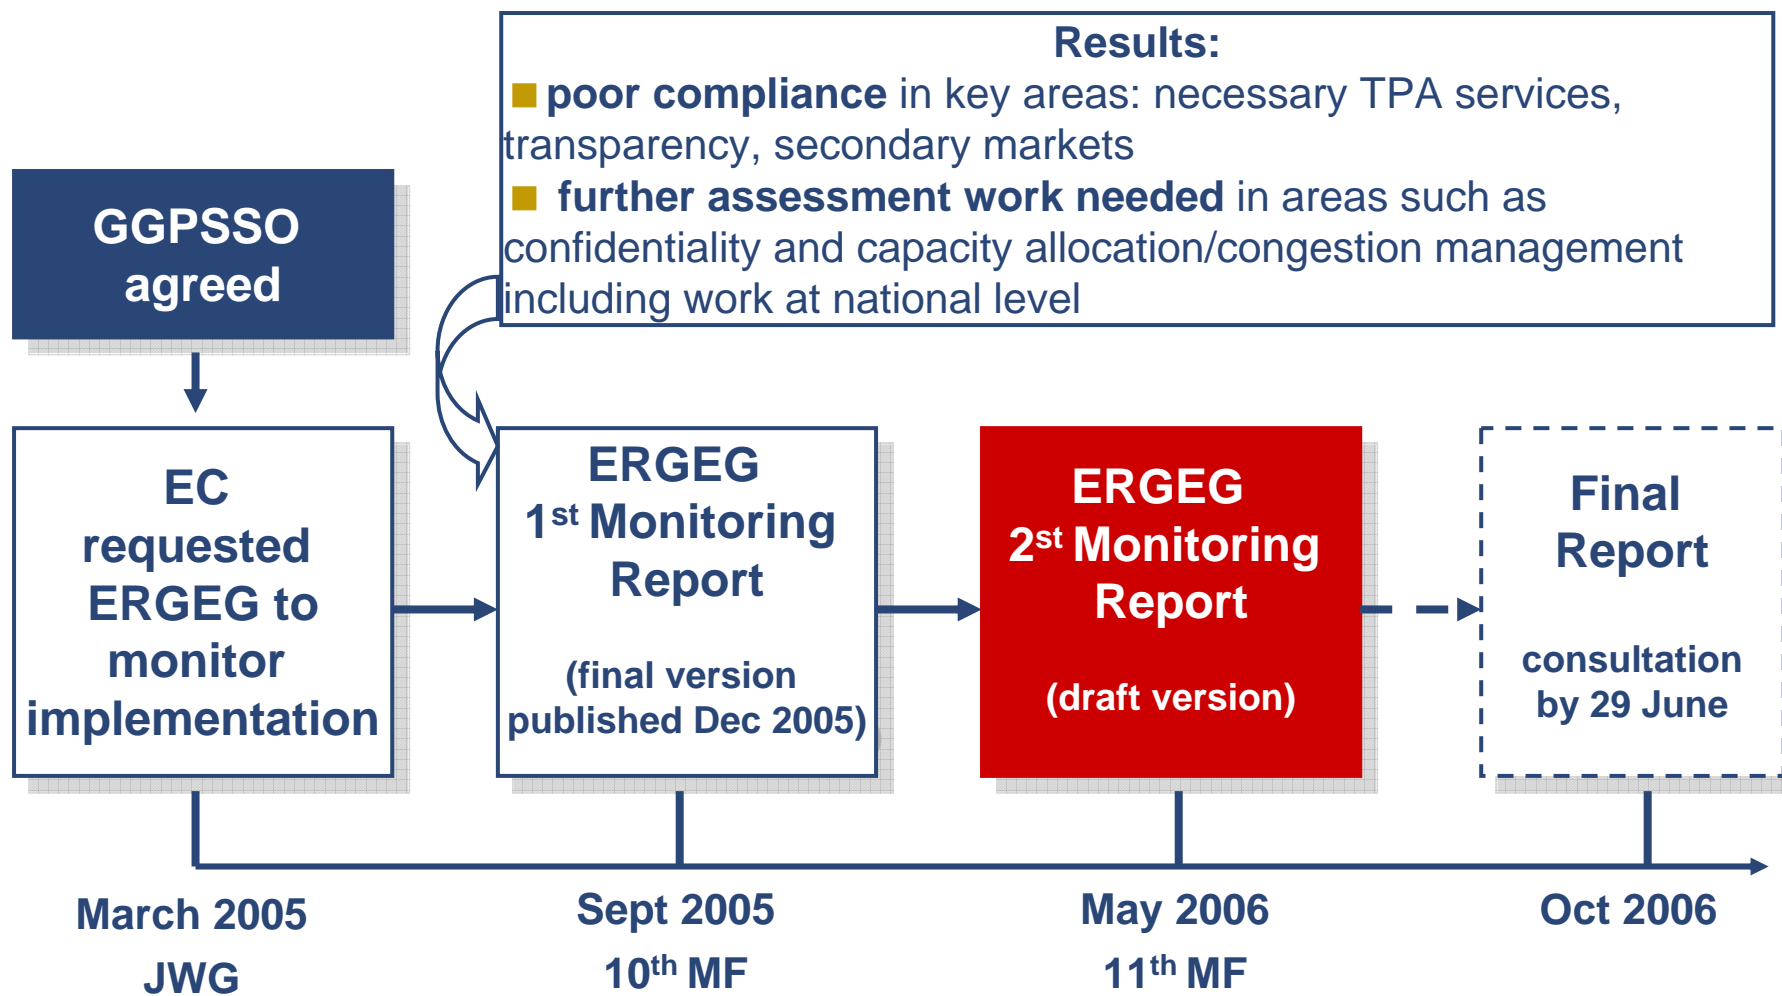 Results:
poor compliance in key areas: necessary TPA services,
transparency, secondary markets
further assessment work needed in areas such as
confidentiality and capacity allocation/congestion management
including work at national level
GGPSSO
agreed
EC
requested
ERGEG to
monitor
implementation
ERGEG
1st Monitoring
Report
(final version
published Dec 2005)
ERGEG
2st Monitoring
Report
(draft version)
Final
Report
consultation
by 29 June
March 2005
JWG
Sept 2005
10th MF
May 2006
11th MF
Oct 2006